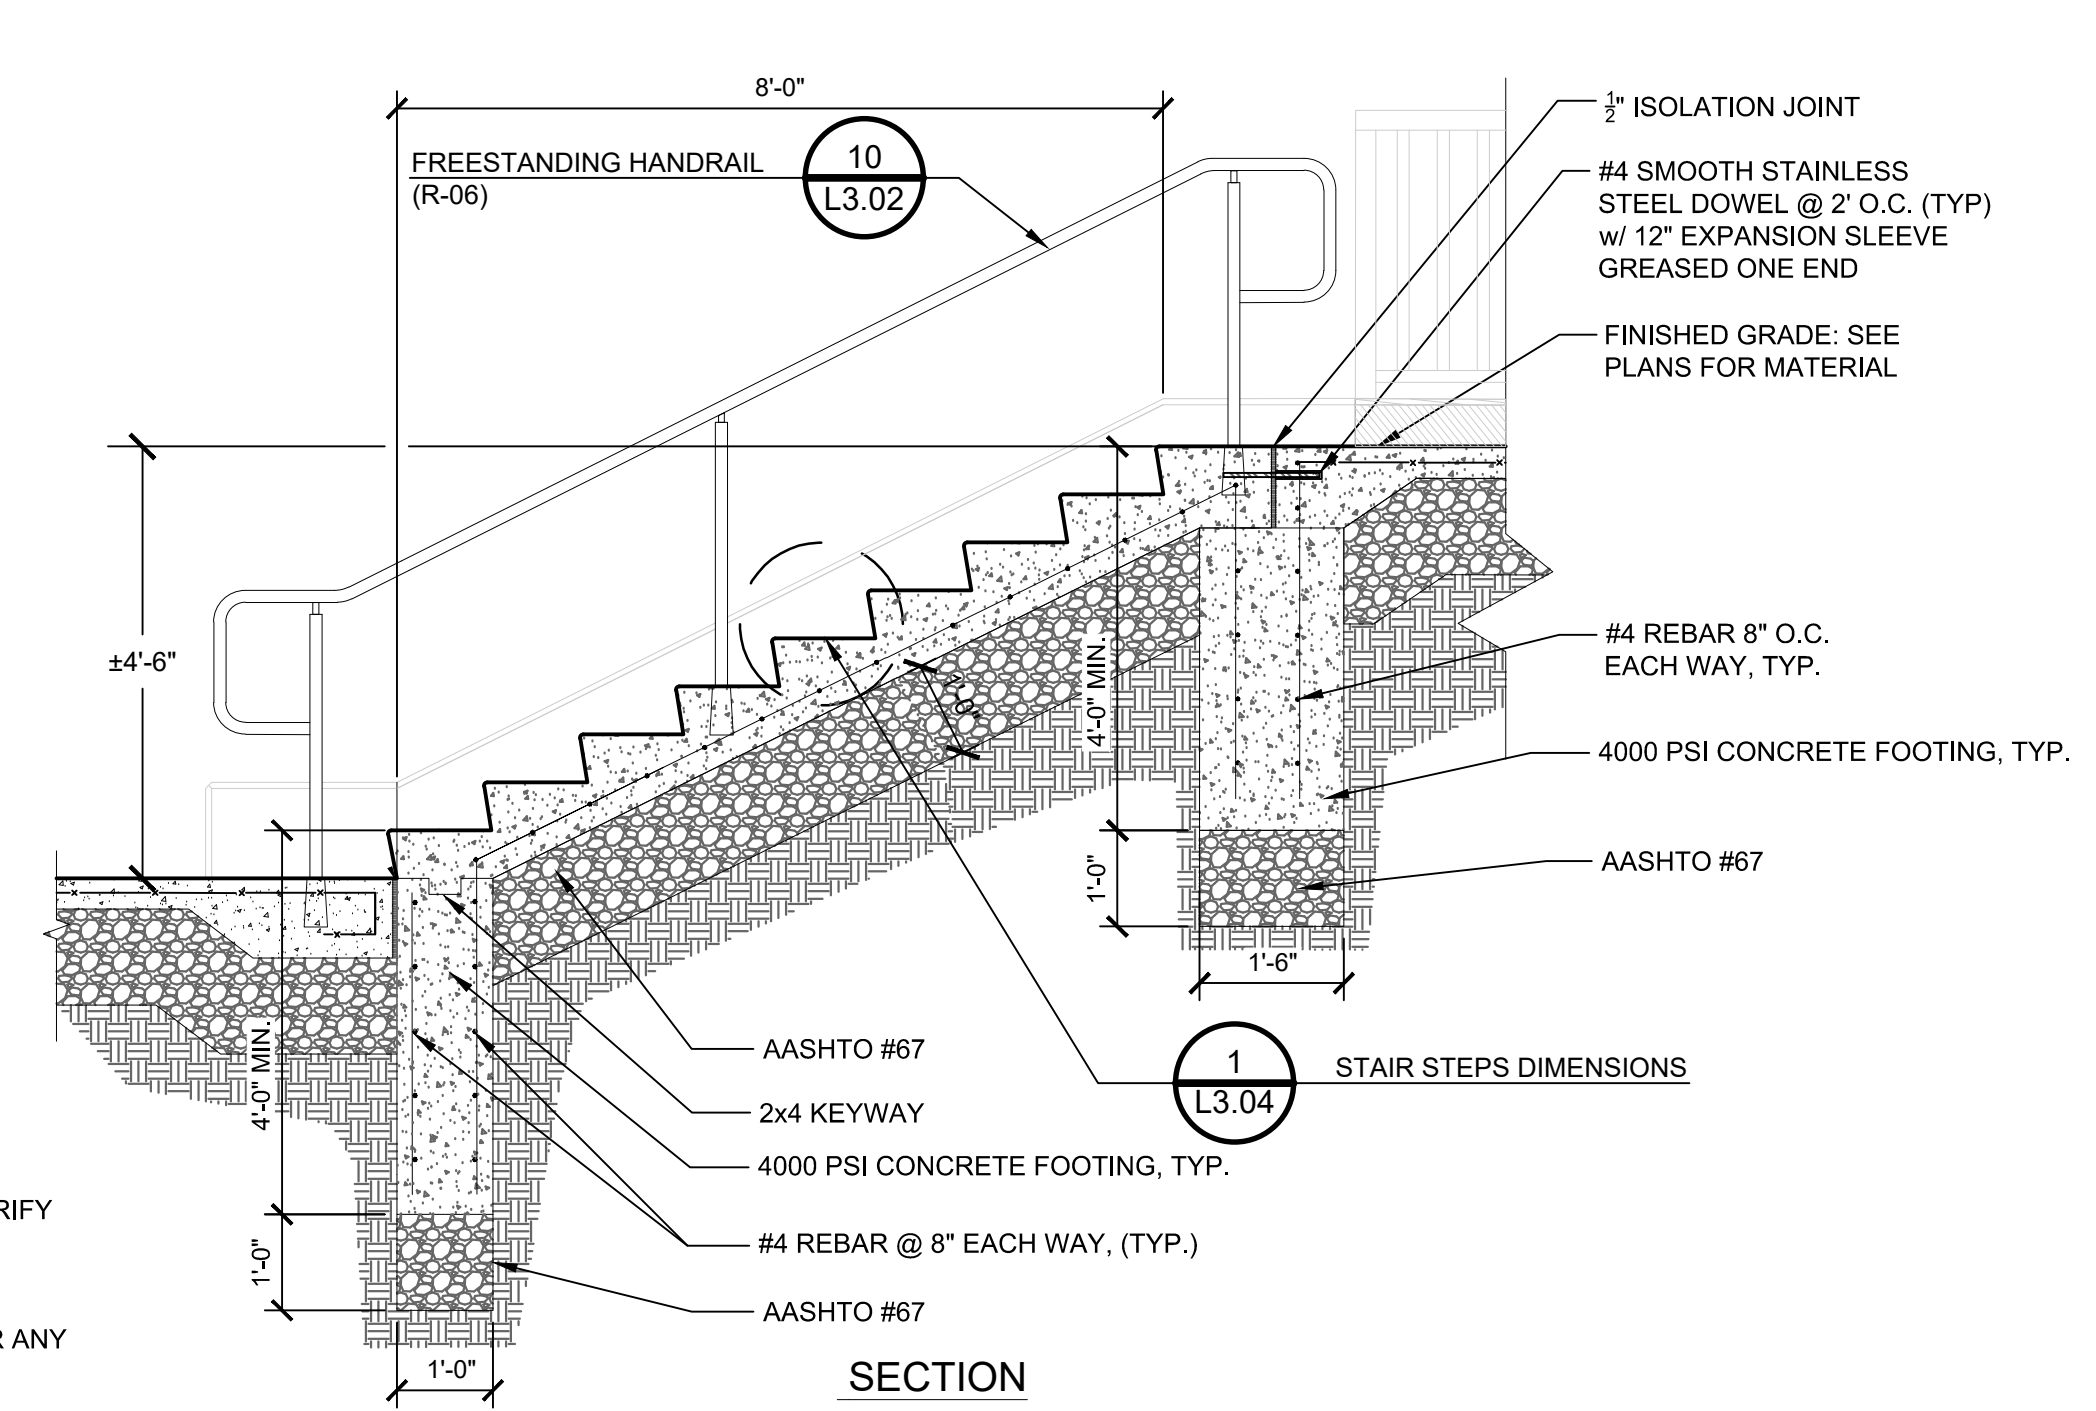 8'-0"
FREESTANDING HANDRAIL
(R-06)
10
L3.02
½" ISOLATION JOINT
#4 SMOOTH STAINLESS
STEEL DOWEL @ 2' O.C. (TYP)
w/ 12" EXPANSION SLEEVE
GREASED ONE END
FINISHED GRADE: SEE
PLANS FOR MATERIAL
±4'-6"
1'-0"
4'-0" MIN.
1'-0"
1'-6"
#4 REBAR 8" O.C.
EACH WAY, TYP.
4000 PSI CONCRETE FOOTING, TYP.
AASHTO #67
4'-0" MIN.
1'-0"
1'-0"
AASHTO #67
2x4 KEYWAY
4000 PSI CONCRETE FOOTING, TYP.
#4 REBAR @ 8" EACH WAY, (TYP.)
AASHTO #67
1
L3.04
STAIR STEPS DIMENSIONS
RIFY
R ANY
SECTION